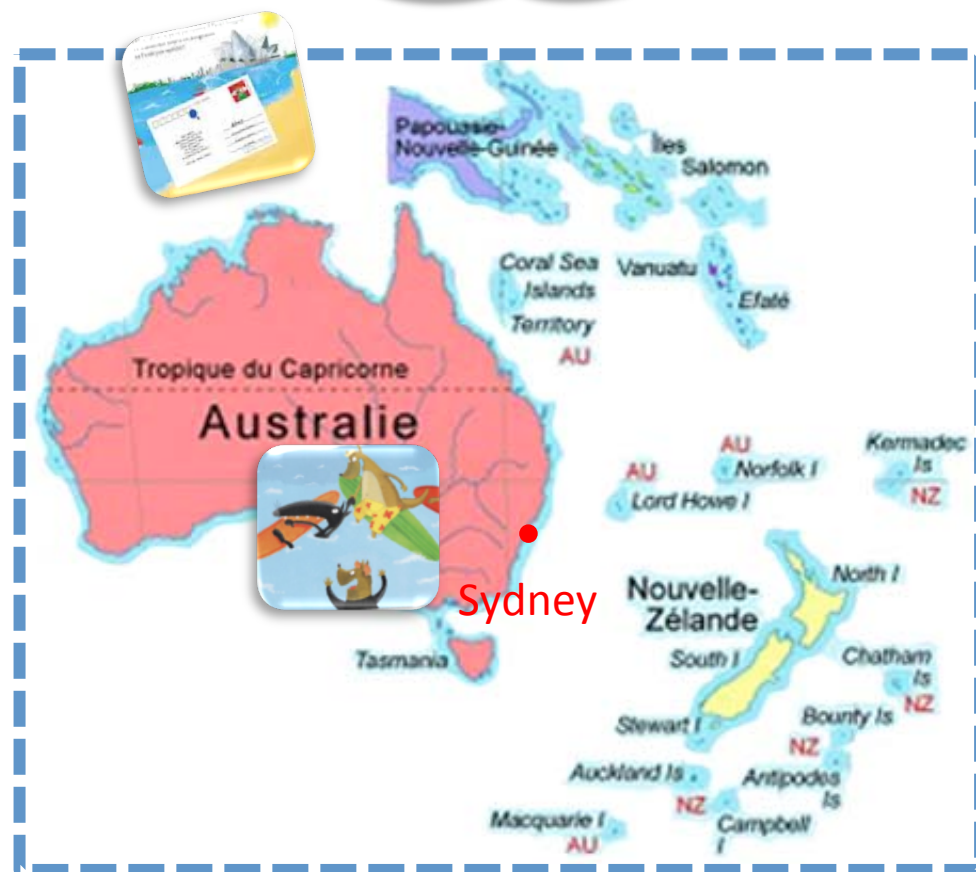 Papouasie-
Nouvelle-Guinée
Îles
Salomon
Coral Sea
Islands
Territory
AU
Vanuatu
Efaté
Tropique du Capricorne
Australie
AU
Norfolk I
AU
Lord Howe I
Kermadec
Is
NZ
Sydney
Nouvelle-
Zélande
North I
South I
Chatham
Is
NZ
Tasmania
Stewart I
Bounty Is
NZ
Auckland Is
NZ
Antipodes
Is
Campbell
I
Macquarie I
AU